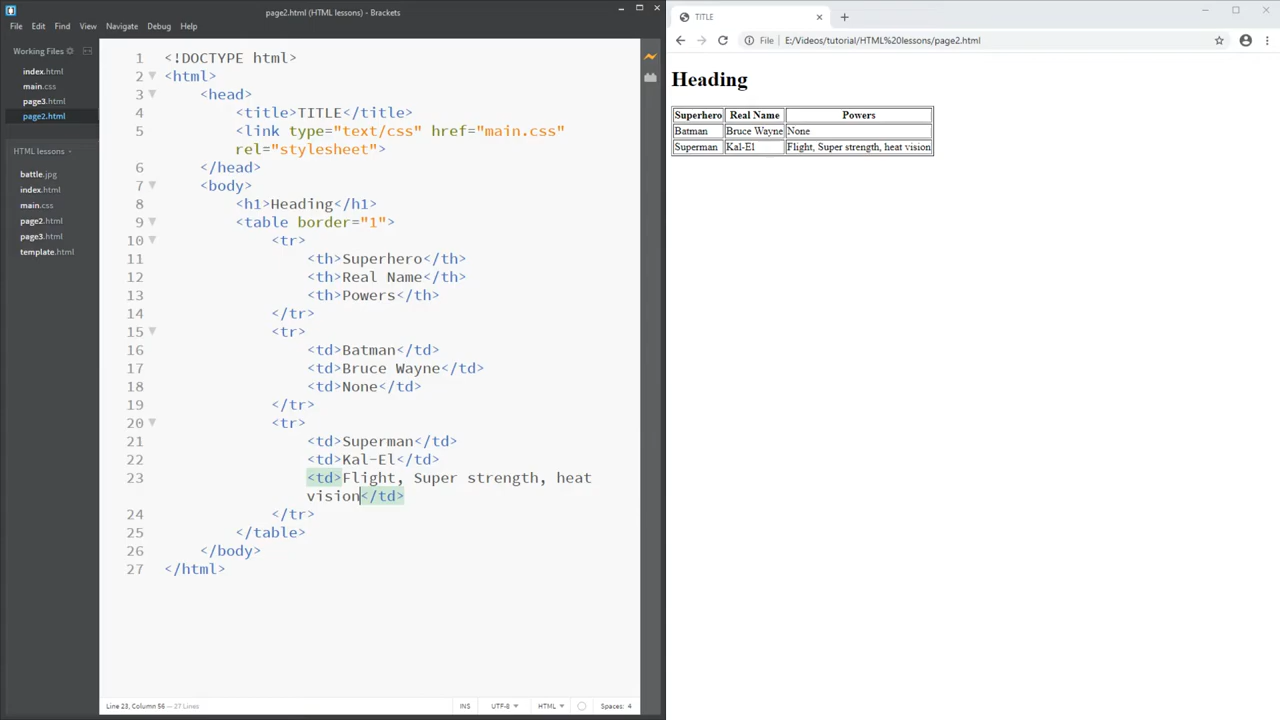 page2.html (HTML lessons) - Brackets
File Edit Find View Navigate Debug Help
Working Files
index.html
main.css
page3.html
page2.html
HTML lessons
battle.jpg
index.html
main.css
page2.html
page3.html
template.html
1 <!DOCTYPE html>
2 <html>
3 <head>
4 <title>TITLE</title>
5 <link type="text/css" href="main.css"
rel="stylesheet">
6 </head>
7 <body>
8 <h1>Heading</h1>
9 <table border="1">
10 <tr>
11 <th>Superhero</th>
12 <th>Real Name</th>
13 <th>Powers</th>
14 </tr>
15 <tr>
16 <td>Batman</td>
17 <td>Bruce Wayne</td>
18 <td>None</td>
19 </tr>
20 <tr>
21 <td>Superman</td>
22 <td>Kal-El</td>
23 <td>Flight, Super strength, heat
vision</td>
24 </tr>
25 </table>
26 </body>
27 </html>
Line 23, Column 56 — 27 Lines
INS UTF-8 HTML Spaces: 4
TITLE
File E:/Videos/tutorial/HTML%20lessons/page2.html
Heading
Superhero Real Name Powers
Batman Bruce Wayne None
Superman Kal-El Flight, Super strength, heat vision